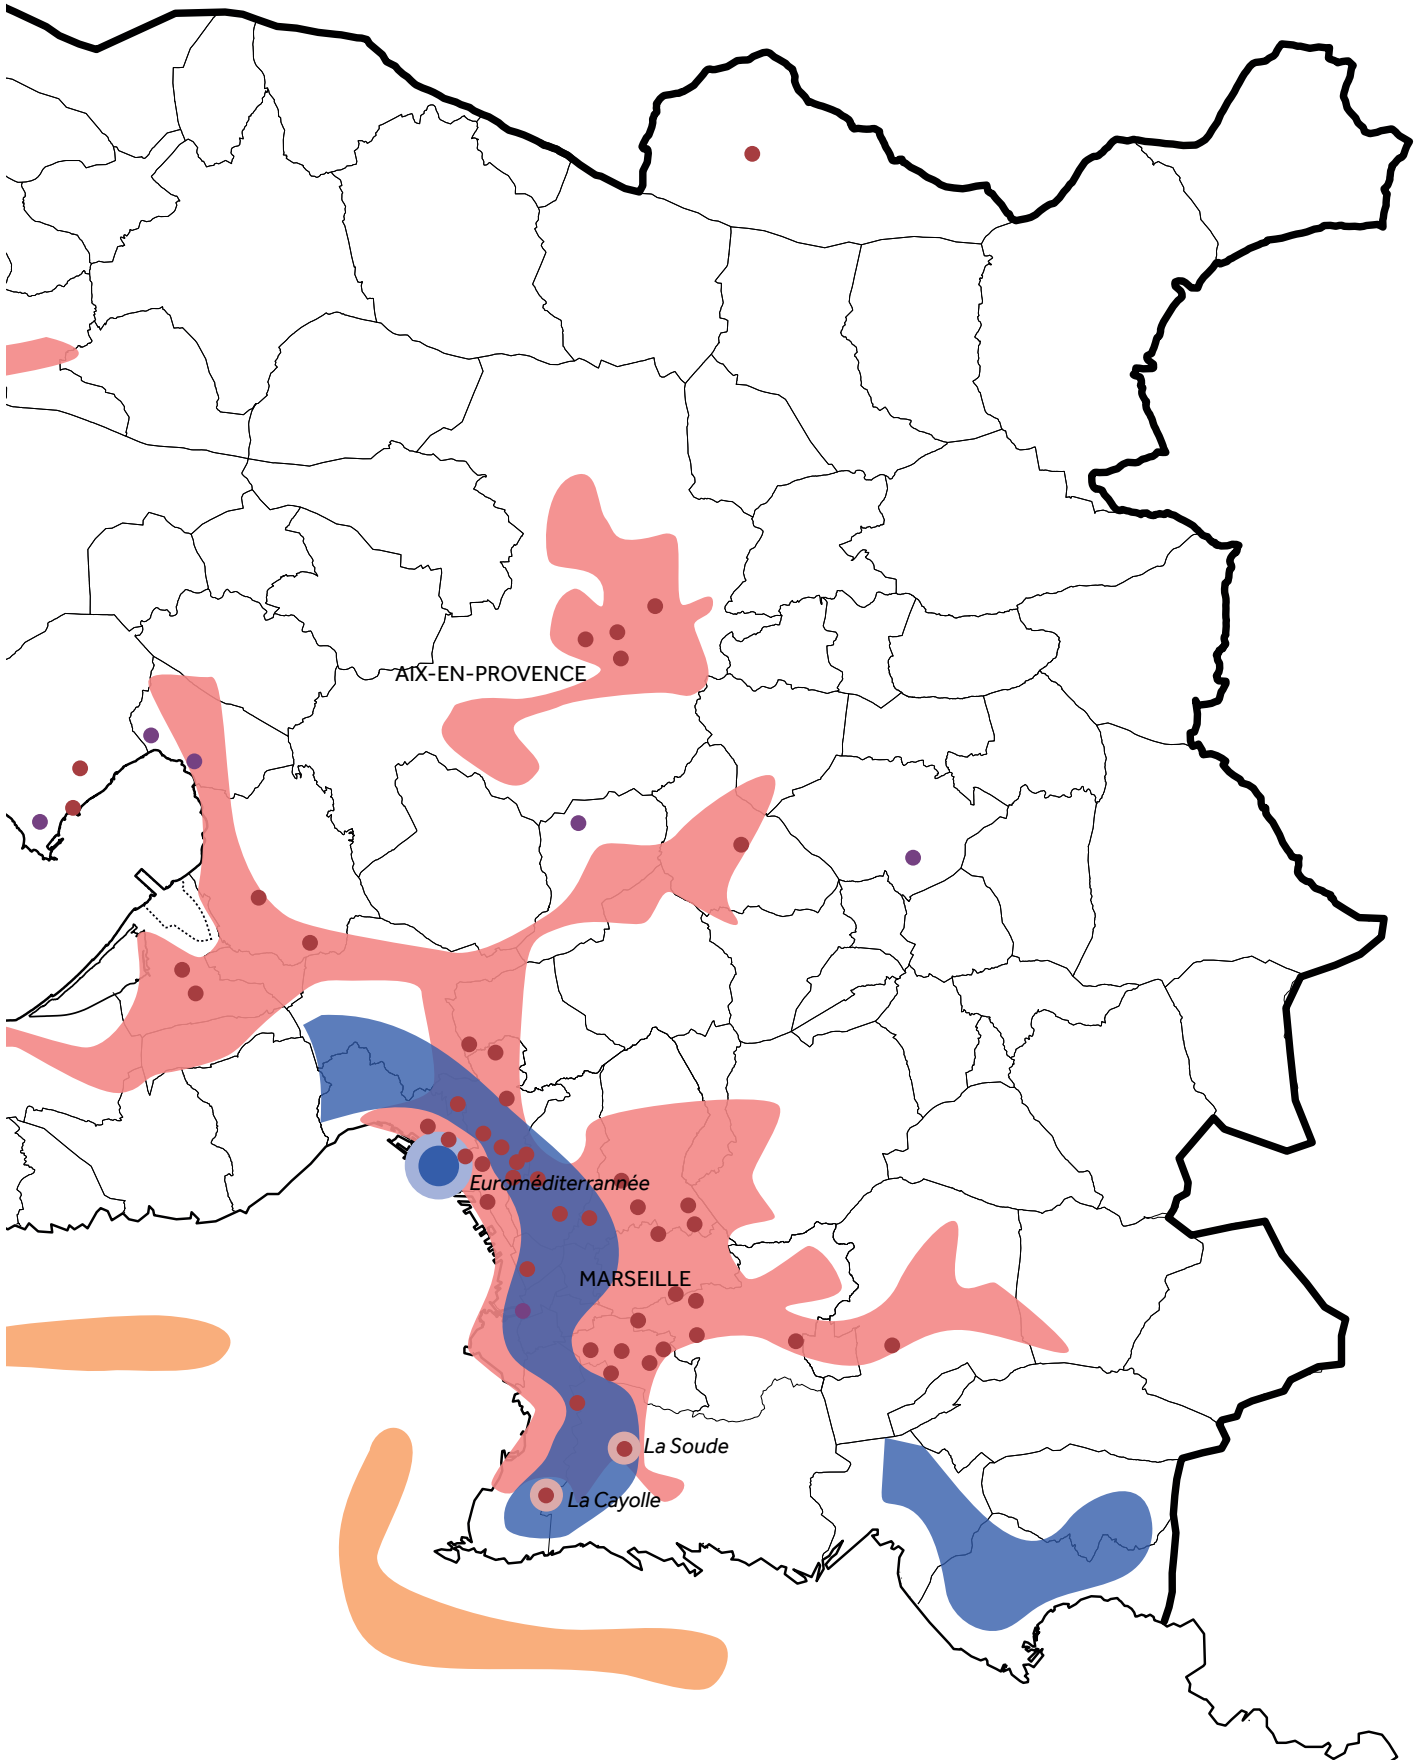 AIX-EN-PROVENCE
Euroméditerrannée
MARSEILLE
La Soude
La Cayolle